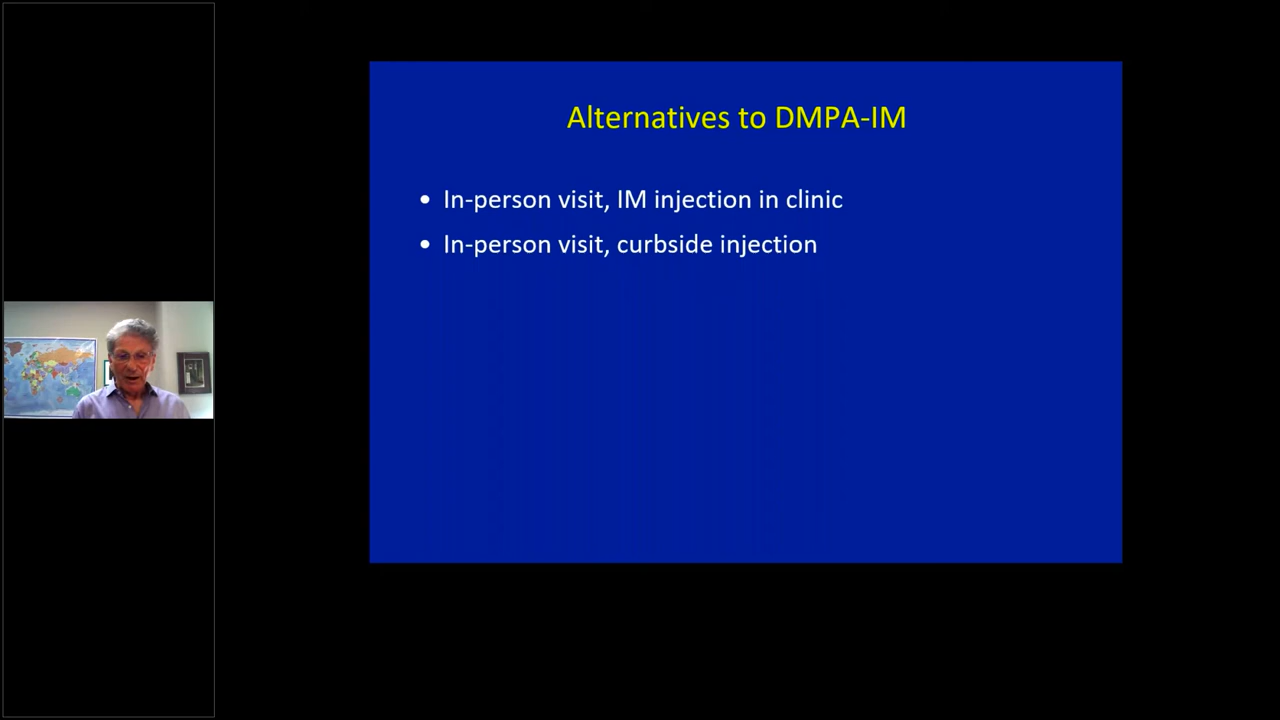 Alternatives to DMPA-IM
• In-person visit, IM injection in clinic
• In-person visit, curbside injection